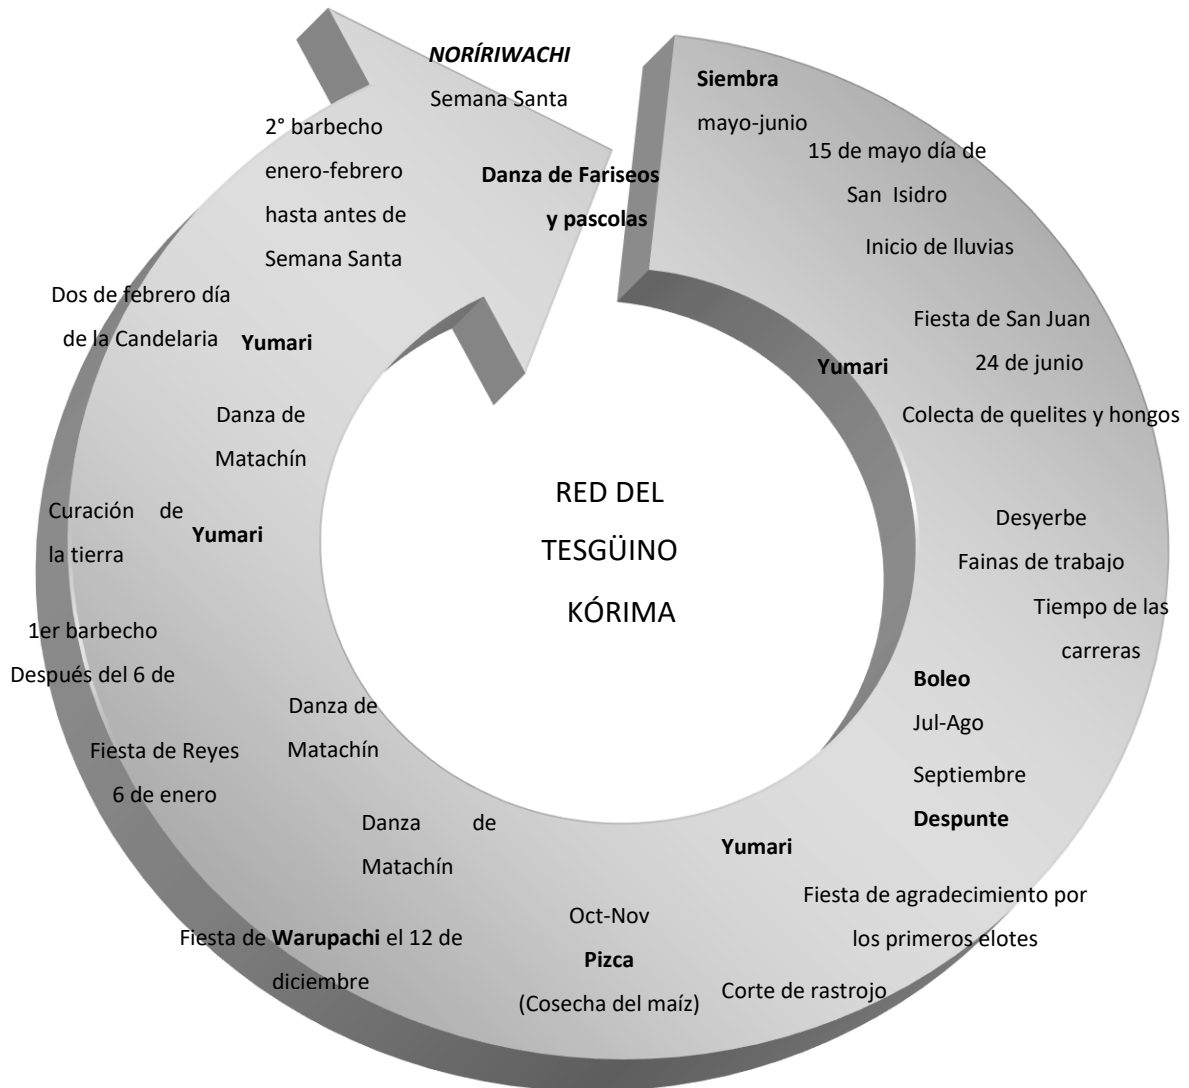 NORÍRIWACHI
Semana Santa
Danza de Fariseos
y pascolas
Siembra
mayo-junio
15 de mayo día de
San Isidro
Inicio de lluvias
Fiesta de San Juan
24 de junio
Yumari
Colecta de quelites y hongos
Desyerbe
Fainas de trabajo
Tiempo de las
carreras
Boleo
Jul-Ago
Septiembre
Despunte
Yumari
Fiesta de agradecimiento por
los primeros elotes
Corte de rastrojo
Oct-Nov
Pizca
(Cosecha del maíz)
Danza de
Matachín
Fiesta de Warupachi el 12 de
diciembre
Danza de
Matachín
Fiesta de Reyes
6 de enero
1er barbecho
Después del 6 de
Curación de
la tierra
Yumari
Danza de
Matachín
Dos de febrero día
de la Candelaria
Yumari
2° barbecho
enero-febrero
hasta antes de
Semana Santa
RED DEL
TESGÜINO
KÓRIMA